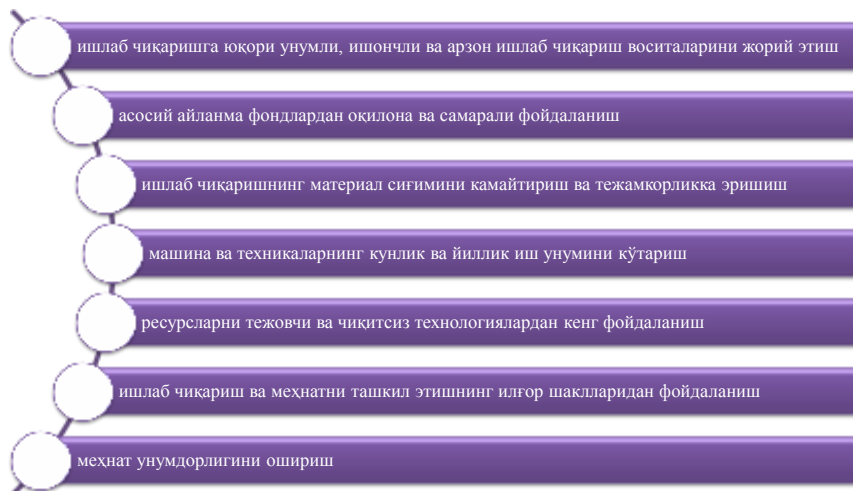 ишлаб чиқаришга юқори унумли, ишончли ва арзон ишлаб чиқариш воситаларини жорий этиш
асосий айланма фондлардан оқилона ва самарали фойдаланиш
ишлаб чиқаришнинг материал сиғимини камайтириш ва тежамкорликка эришиш
машина ва техникаларнинг кунлик ва йиллик иш унумини кўтариш
ресурсларни тежовчи ва чиқитсиз технологиялардан кенг фойдаланиш
ишлаб чиқариш ва меҳнатни ташкил этишнинг илғор шаклларидан фойдаланиш
меҳнат унумдорлигини ошириш